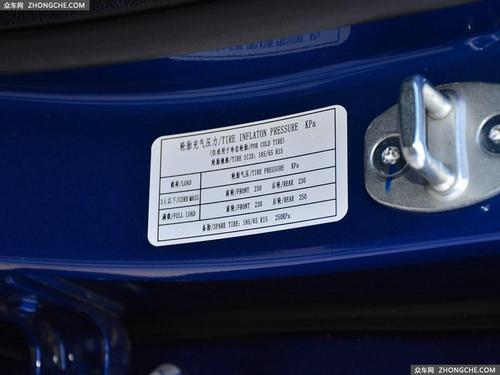 众车网 ZHONGCHE.COM
轮胎充气压力/TIRE INFLATON PRESSURE KPa
(仅适用于冷态轮胎/FOR COLD TIRE)
轮胎规格/TIRE SIZE: 185/65 R15
载荷/LOAD 轮胎气压/TIRE PRESSURE KPa
3人以下/CURB MASS 前轮/FRONT 230 后轮/REAR 230
满载/FULL LOAD 前轮/FRONT 230 后轮/REAR 250
备胎/SPARE TIRE: 185/65 R15 250KPa
众车网 ZHONGCHE.COM